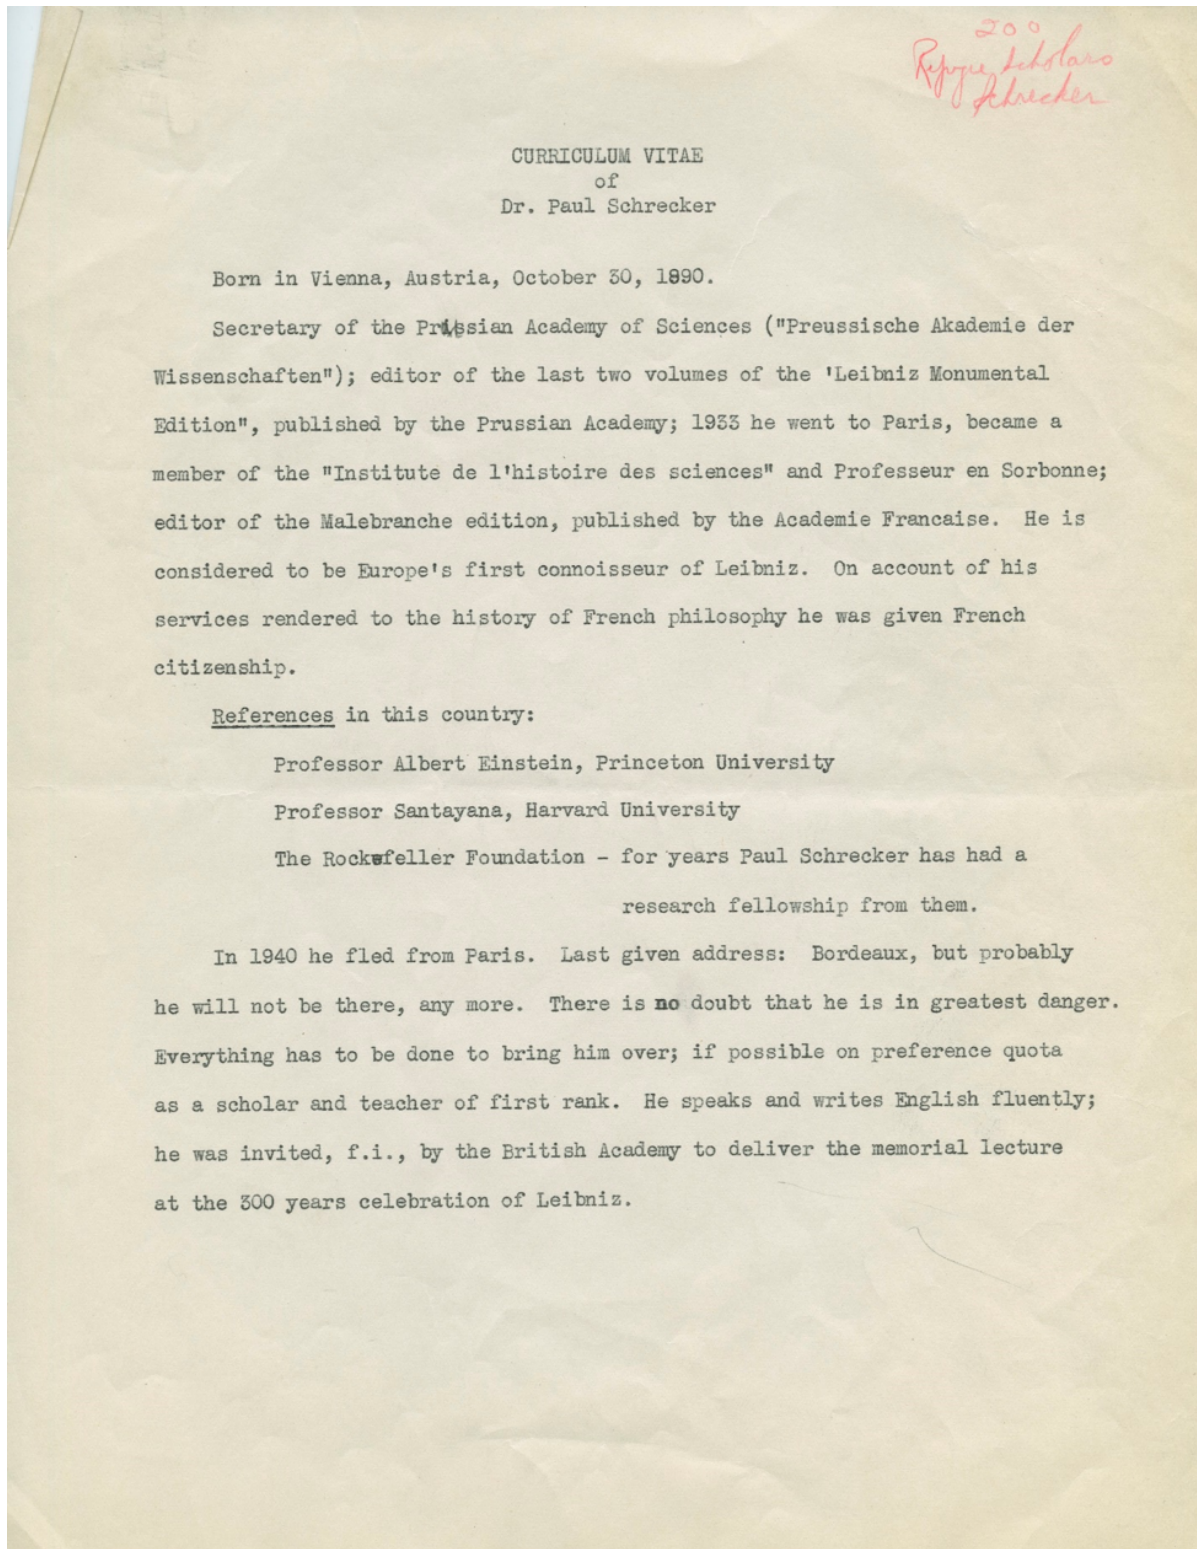 200
Refugee Scholars
Schrecker
CURRICULUM VITAE
of
Dr. Paul Schrecker
Born in Vienna, Austria, October 30, 1890.
Secretary of the Prussian Academy of Sciences ("Preussische Akademie der
Wissenschaften"); editor of the last two volumes of the 'Leibniz Monumental
Edition", published by the Prussian Academy; 1933 he went to Paris, became a
member of the "Institute de l'histoire des sciences" and Professeur en Sorbonne;
editor of the Malebranche edition, published by the Academie Francaise. He is
considered to be Europe's first connoisseur of Leibniz. On account of his
services rendered to the history of French philosophy he was given French
citizenship.
References in this country:
Professor Albert Einstein, Princeton University
Professor Santayana, Harvard University
The Rockefeller Foundation - for years Paul Schrecker has had a
research fellowship from them.
In 1940 he fled from Paris. Last given address: Bordeaux, but probably
he will not be there, any more. There is no doubt that he is in greatest danger.
Everything has to be done to bring him over; if possible on preference quota
as a scholar and teacher of first rank. He speaks and writes English fluently;
he was invited, f.i., by the British Academy to deliver the memorial lecture
at the 300 years celebration of Leibniz.